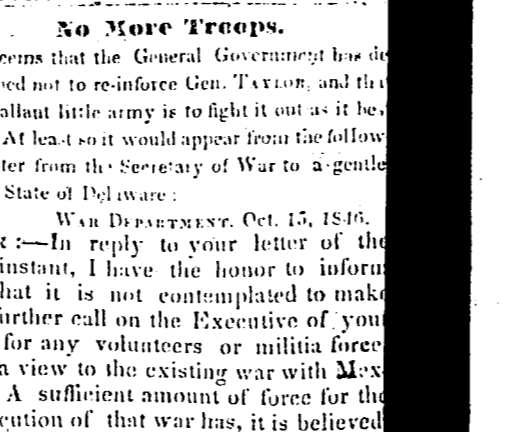 No More Troops.
eems that the General Government has de
ned not to re-inforce Gen. TAYLOR, and tha
allant little army is to fight it out as it be
At least so it would appear from the follow
ter from the Secretary of War to a gentle
State of Delaware :
WAR DEPARTMENT, Oct. 15, 1846.
:—In reply to your letter of the
instant, I have the honor to inform
hat it is not contemplated to make
urther call on the Executive of your
for any volunteers or militia force
a view to the existing war with Mex-
A sufficient amount of force for the
cution of that war has, it is believed